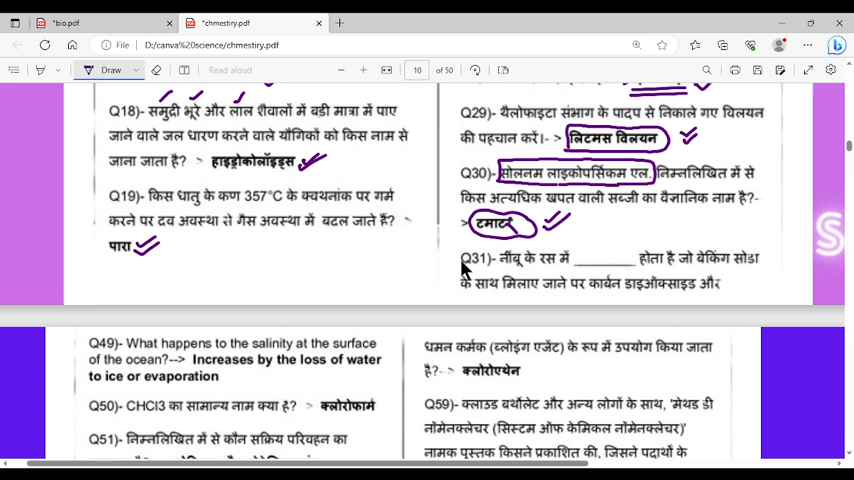 *bio.pdf
*chmestiry.pdf
File
D:/canva%20science/chmestiry.pdf
Draw
Read aloud
10
of 50
Q18)- समुद्री भूरे और लाल शैवालों में बड़ी मात्रा में पाए
जाने वाले जल धारण करने वाले यौगिकों को किस नाम से
जाना जाता है? > हाइड्रोकोलॉइड्स
Q19)- किस धातु के कण 357°C के क्वथनांक पर गर्म
करने पर द्रव अवस्था से गैस अवस्था में बदल जाते हैं?
पारा
Q29)- थैलोफाइटा संभाग के पादप से निकाले गए विलयन
की पहचान करें।- > लिटमस विलयन
Q30)- सोलनम लाइकोपर्सिकम एल. निम्नलिखित में से
किस अत्यधिक खपत वाली सब्जी का वैज्ञानिक नाम है?-
> टमाटर
Q31)- नींबू के रस में ________ होता है जो बेकिंग सोडा
के साथ मिलाए जाने पर कार्बन डाइऑक्साइड और
Q49)- What happens to the salinity at the surface
of the ocean?--> Increases by the loss of water
to ice or evaporation
Q50)- CHCl3 का सामान्य नाम क्या है? > क्लोरोफार्म
Q51)- निम्नलिखित में से कौन सक्रिय परिवहन का
धमन कर्मक (ब्लोइंग एजेंट) के रूप में उपयोग किया जाता
है?-> क्लोरोएथेन
Q59)- क्लाउड बर्थोलेट और अन्य लोगों के साथ, 'मेथड डी
नॉमेनक्लेचर (सिस्टम ऑफ केमिकल नॉमेनक्लेचर)'
नामक पुस्तक किसने प्रकाशित की, जिसने पदार्थों के